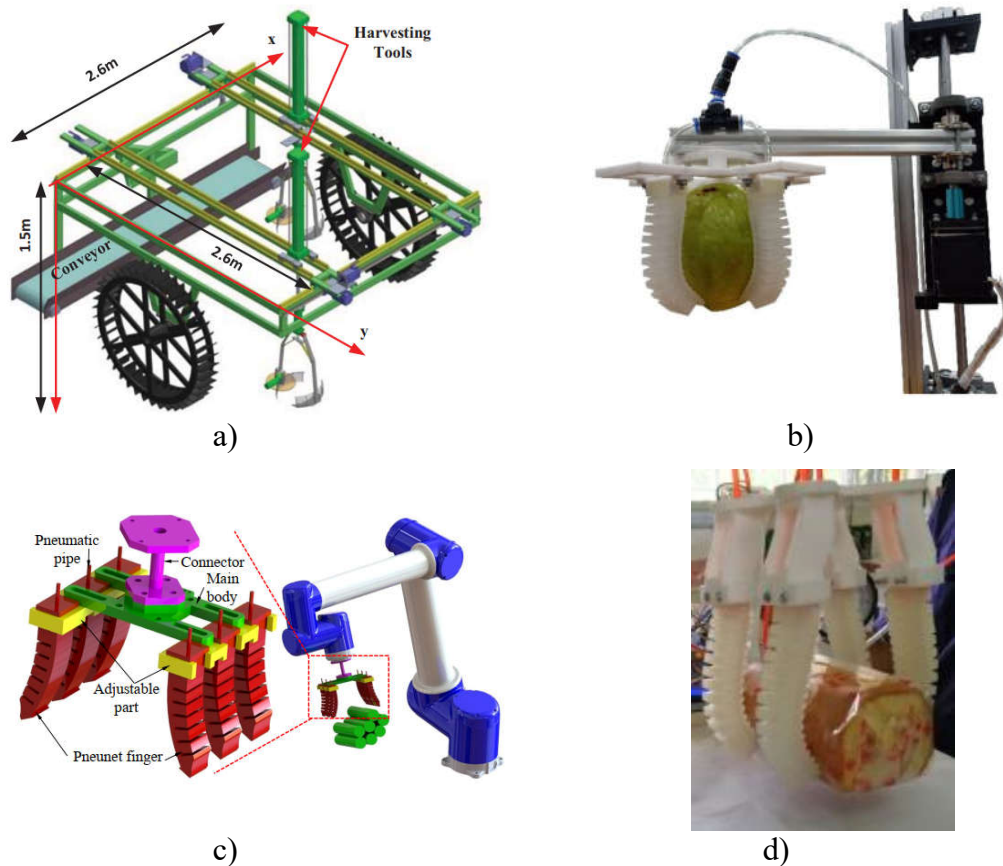 Harvesting
Tools
x
2.6m
1.5m
Conveyor
2.6m
y
a)
b)
Pneumatic
pipe
Connector
Main
body
Adjustable
part
Pneunet finger
c)
d)